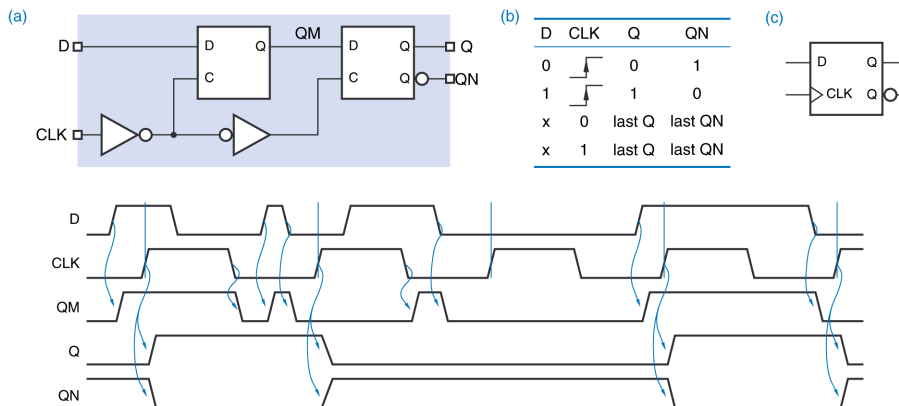 (a)
QM
D
D
Q
D
Q
Q
C
C
Q
QN
CLK
(b)
D CLK Q QN
0 0 1
1 1 0
x 0 last Q last QN
x 1 last Q last QN
(c)
D Q
CLK Q
D
CLK
QM
Q
QN